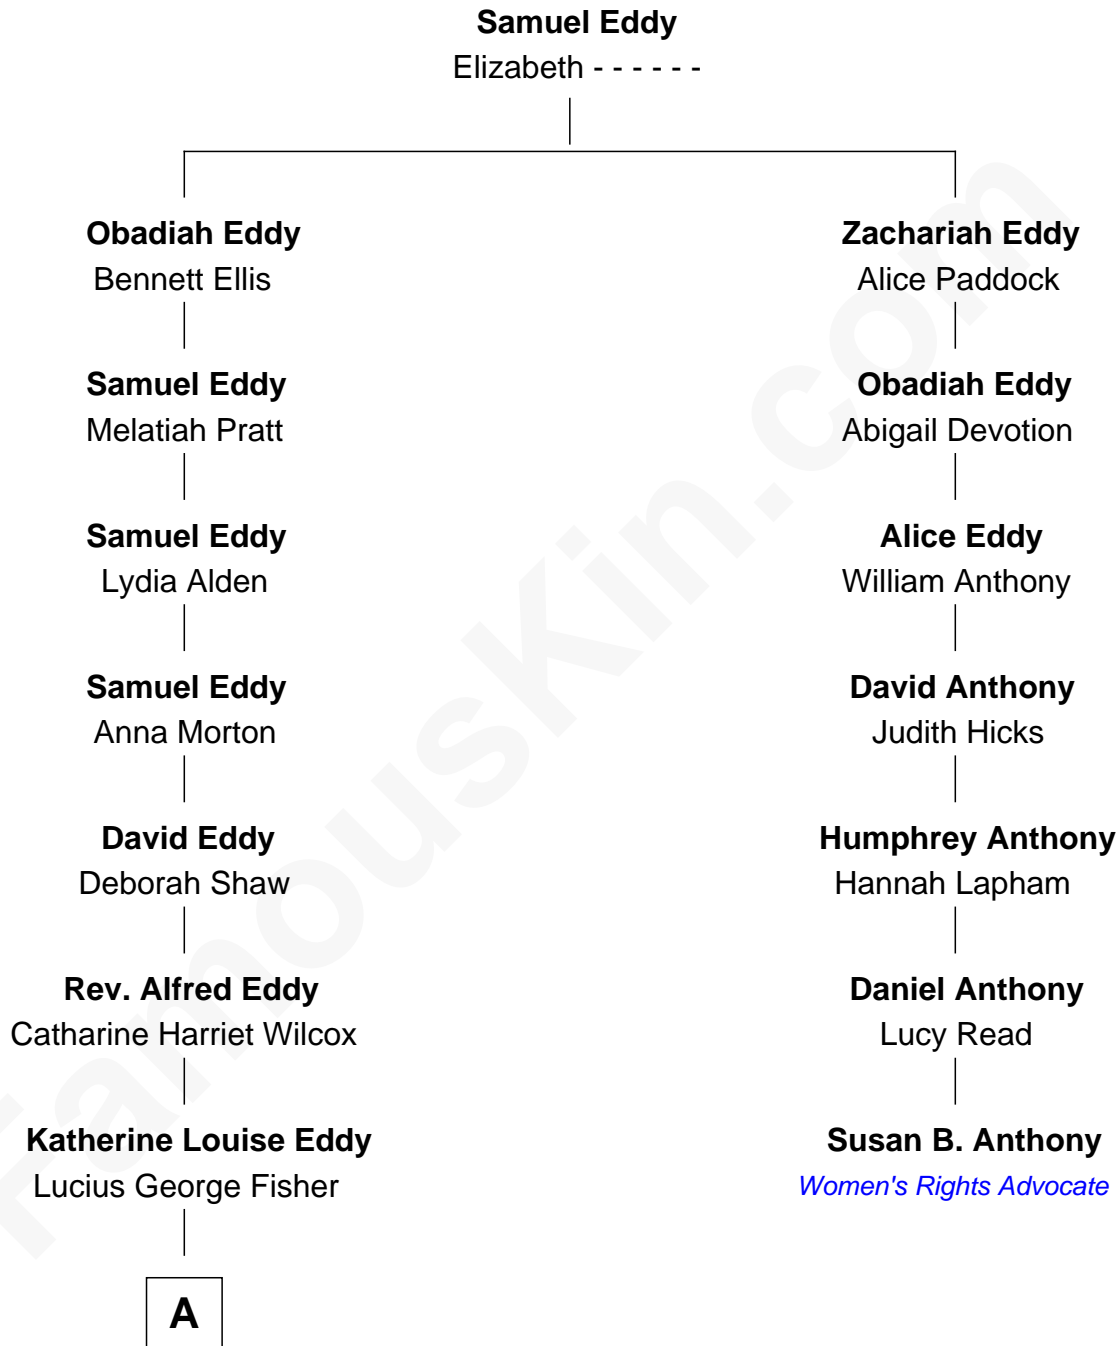 Samuel Eddy
Elizabeth - - - - - -
Obadiah Eddy
Bennett Ellis
Zachariah Eddy
Alice Paddock
Samuel Eddy
Melatiah Pratt
Obadiah Eddy
Abigail Devotion
Samuel Eddy
Lydia Alden
Alice Eddy
William Anthony
Samuel Eddy
Anna Morton
David Anthony
Judith Hicks
David Eddy
Deborah Shaw
Humphrey Anthony
Hannah Lapham
Rev. Alfred Eddy
Catharine Harriet Wilcox
Daniel Anthony
Lucy Read
Katherine Louise Eddy
Lucius George Fisher
Susan B. Anthony
Women's Rights Advocate
A
FamousKin.com